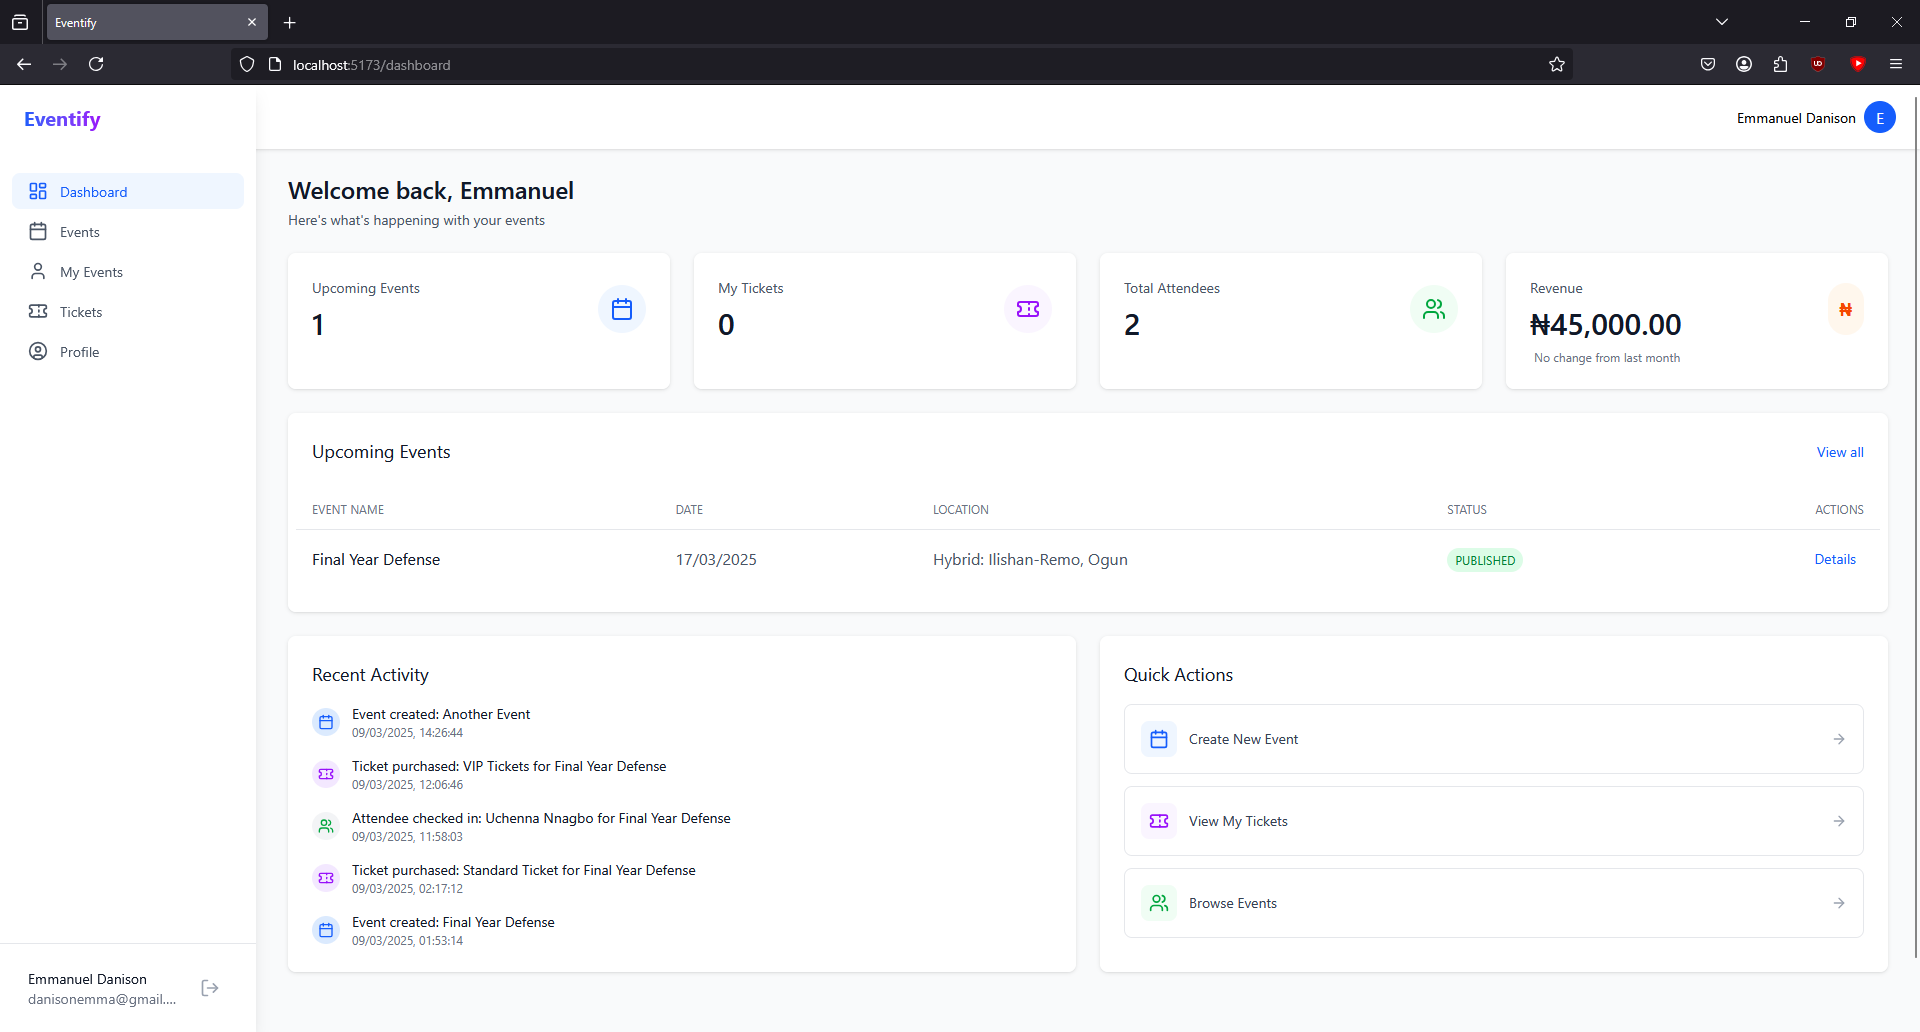 Eventify
localhost:5173/dashboard
Eventify
Emmanuel Danison
E
Dashboard
Events
My Events
Tickets
Profile
Welcome back, Emmanuel
Here's what's happening with your events
Upcoming Events
1
My Tickets
0
Total Attendees
2
Revenue
₦45,000.00
No change from last month
₦
Upcoming Events
View all
EVENT NAME DATE LOCATION STATUS ACTIONS
Final Year Defense 17/03/2025 Hybrid: Ilishan-Remo, Ogun PUBLISHED Details
Recent Activity
Event created: Another Event
09/03/2025, 14:26:44
Ticket purchased: VIP Tickets for Final Year Defense
09/03/2025, 12:06:46
Attendee checked in: Uchenna Nnagbo for Final Year Defense
09/03/2025, 11:58:03
Ticket purchased: Standard Ticket for Final Year Defense
09/03/2025, 02:17:12
Event created: Final Year Defense
09/03/2025, 01:53:14
Quick Actions
Create New Event
View My Tickets
Browse Events
Emmanuel Danison
danisonemma@gmail....